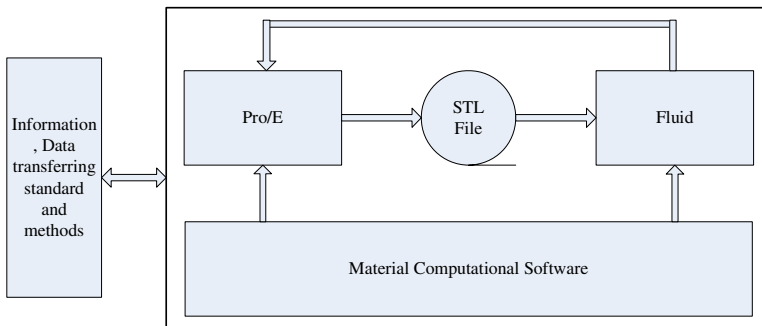 Information
, Data
transferring
standard
and
methods
Pro/E
STL
File
Fluid
Material Computational Software